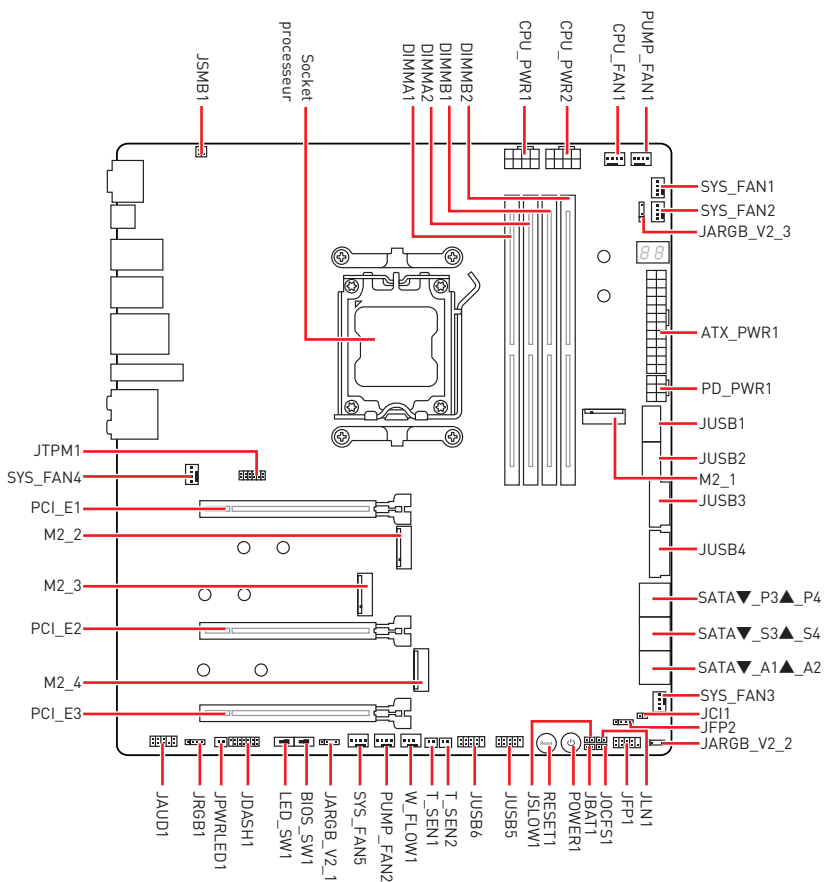 JSMB1
Socket
processeur
DIMMA1
DIMMA2
DIMMB1
DIMMB2
CPU_PWR1
CPU_PWR2
CPU_FAN1
PUMP_FAN1
SYS_FAN1
SYS_FAN2
JARGB_V2_3
88
ATX_PWR1
PD_PWR1
JUSB1
JUSB2
M2_1
JUSB3
JUSB4
SATA▼_P3▲_P4
SATA▼_S3▲_S4
SATA▼_A1▲_A2
SYS_FAN3
JCI1
JFP2
JARGB_V2_2
JTPM1
SYS_FAN4
PCI_E1
M2_2
M2_3
PCI_E2
M2_4
PCI_E3
Reset
JAUD1
JRGB1
JPWRLED1
JDASH1
LED_SW1
BIOS_SW1
JARGB_V2_1
SYS_FAN5
PUMP_FAN2
W_FLOW1
T_SEN1
T_SEN2
JUSB6
JUSB5
JSLOW1
RESET1
POWER1
JBAT1
JOCFS1
JFP1
JLN1